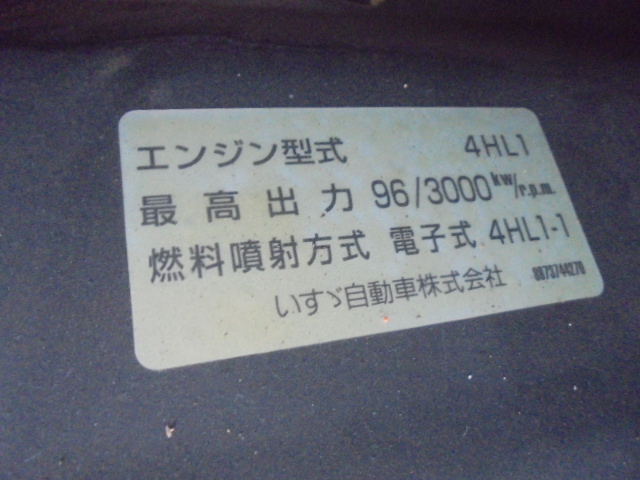 エンジン型式 4HL1
最高出力 96/3000kw/r.p.m.
燃料噴射方式 電子式 4HL1-1
いすゞ自動車株式会社 8973744270